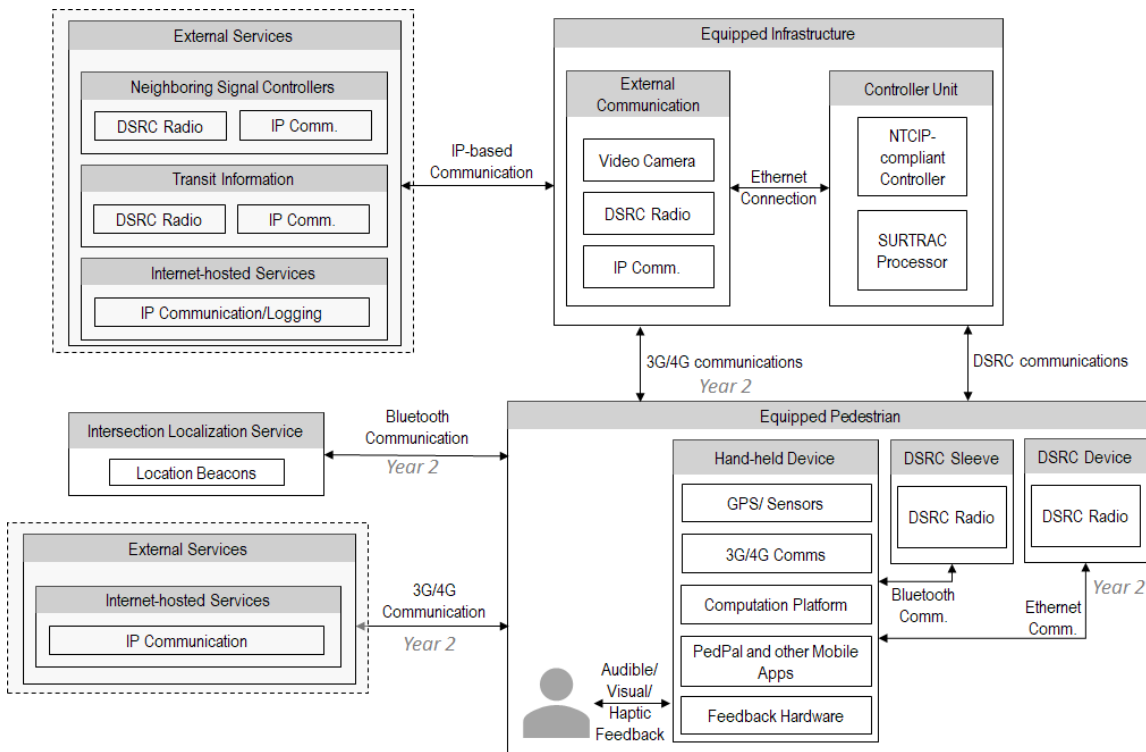 External Services
Neighboring Signal Controllers
DSRC Radio
IP Comm.
Transit Information
DSRC Radio
IP Comm.
Internet-hosted Services
IP Communication/Logging
IP-based
Communication
Equipped Infrastructure
External
Communication
Video Camera
DSRC Radio
IP Comm.
Ethernet
Connection
Controller Unit
NTCIP-
compliant
Controller
SURTRAC
Processor
3G/4G communications
Year 2
DSRC communications
Intersection Localization Service
Location Beacons
Bluetooth
Communication
Year 2
External Services
Internet-hosted Services
IP Communication
3G/4G
Communication
Year 2
Equipped Pedestrian
Hand-held Device
GPS/ Sensors
3G/4G Comms
Computation Platform
PedPal and other Mobile
Apps
Feedback Hardware
DSRC Sleeve
DSRC Radio
DSRC Device
DSRC Radio
Bluetooth
Comm.
Ethernet
Comm.
Year 2
Audible/
Visual/
Haptic
Feedback